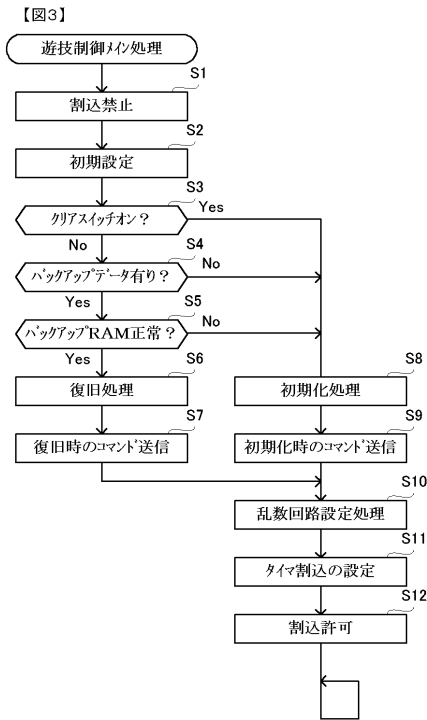 【図３】
遊技制御ﾒｲﾝ処理
S1
割込禁止
S2
初期設定
S3
ｸﾘｱｽｲｯﾁオン？
Yes
No
S4
ﾊﾞｯｸｱｯﾌﾟﾃﾞｰﾀ有り？
No
Yes
S5
ﾊﾞｯｸｱｯﾌﾟRAM正常？
No
Yes
S6
復旧処理
S7
復旧時のｺﾏﾝﾄﾞ送信
S8
初期化処理
S9
初期化時のｺﾏﾝﾄﾞ送信
S10
乱数回路設定処理
S11
ﾀｲﾏ割込の設定
S12
割込許可